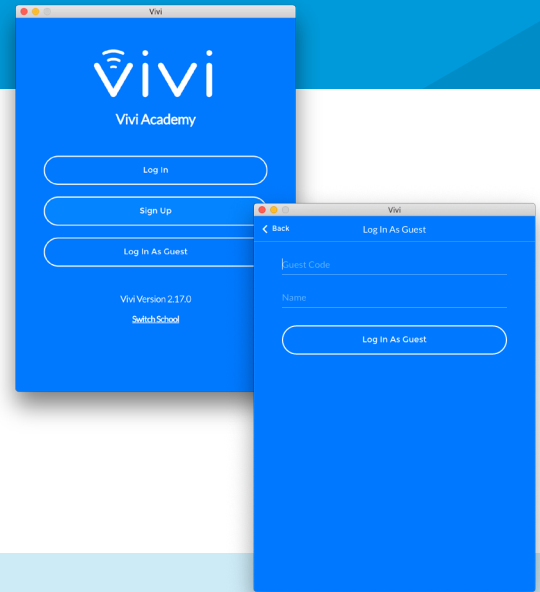 Vivi
vivi
Vivi Academy
Log In
Sign Up
Log In As Guest
Vivi Version 2.17.0
Switch School
Vivi
Back
Log In As Guest
Guest Code
Name
Log In As Guest